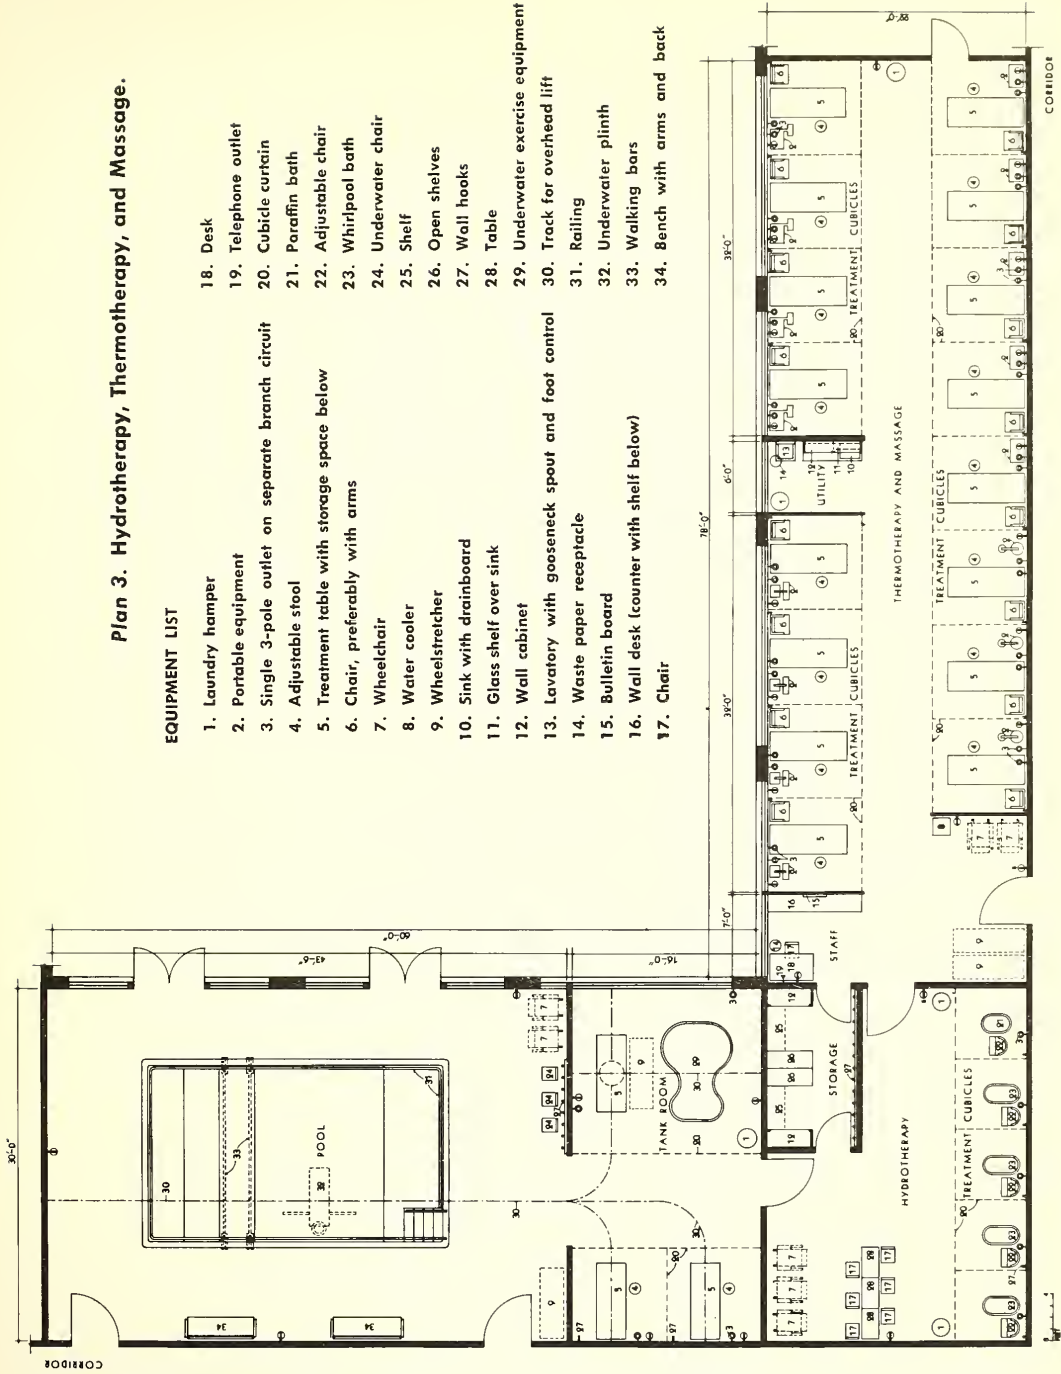 Plan 3. Hydrotherapy, Thermotherapy, and Massage.
EQUIPMENT LIST
1. Laundry hamper
2. Portable equipment
3. Single 3-pole outlet on separate branch circuit
4. Adjustable stool
5. Treatment table with storage space below
6. Chair, preferably with arms
7. Wheelchair
8. Water cooler
9. Wheelstretcher
10. Sink with drainboard
11. Glass shelf over sink
12. Wall cabinet
13. Lavatory with gooseneck spout and foot control
14. Waste paper receptacle
15. Bulletin board
16. Wall desk (counter with shelf below)
17. Chair
18. Desk
19. Telephone outlet
20. Cubicle curtain
21. Paraffin bath
22. Adjustable chair
23. Whirlpool bath
24. Underwater chair
25. Shelf
26. Open shelves
27. Wall hooks
28. Table
29. Underwater exercise equipment
30. Track for overhead lift
31. Railing
32. Underwater plinth
33. Walking bars
34. Bench with arms and back
CORRIDOR
30'-0"
60'-0"
43'-6"
16'-0"
POOL
TANK ROOM
78'-0"
7'-0"
32'-0"
6'-0"
32'-0"
STAFF
STORAGE
UTILITY
TREATMENT CUBICLES
TREATMENT CUBICLES
THERMOTHERAPY AND MASSAGE
TREATMENT CUBICLES
HYDROTHERAPY
TREATMENT CUBICLES
CORRIDOR